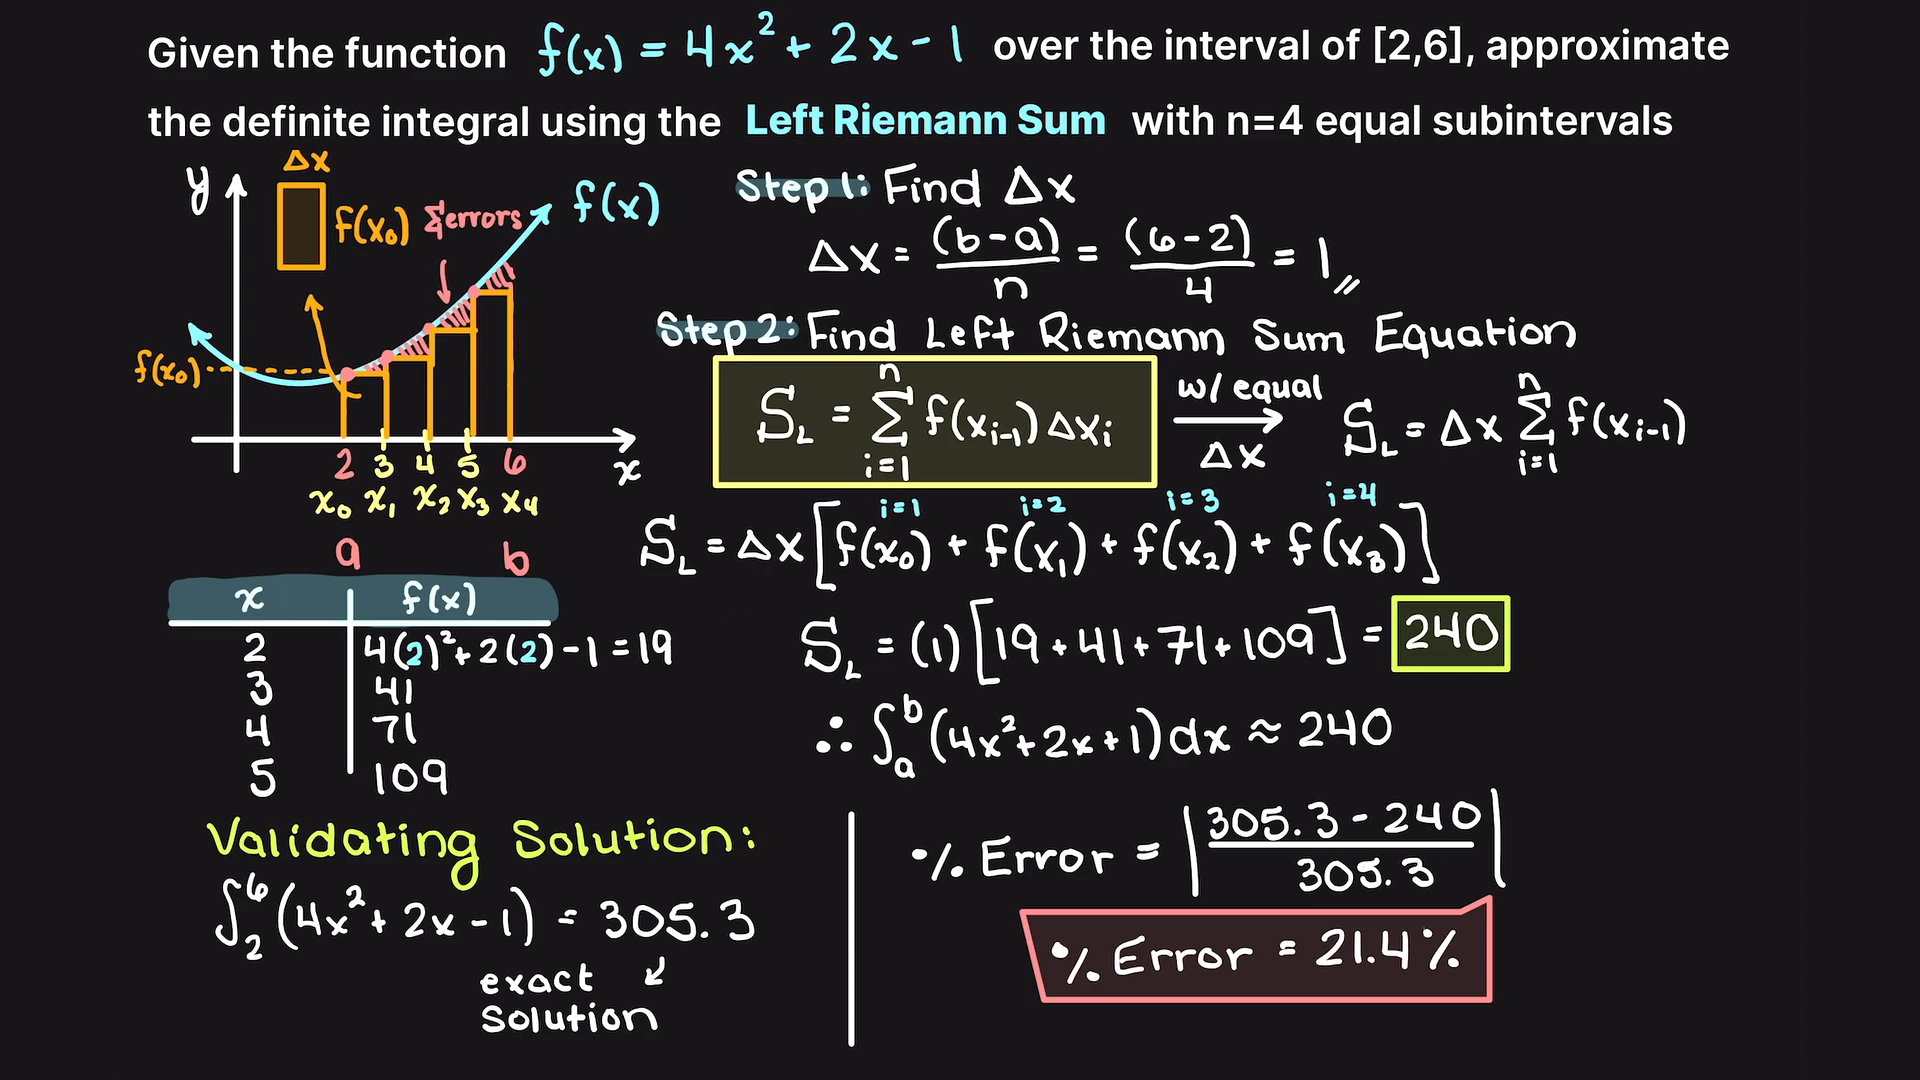 Given the function f(x) = 4x² + 2x - 1 over the interval of [2,6], approximate
the definite integral using the Left Riemann Sum with n=4 equal subintervals
Δx
y
f(x₀)
Σerrors
f(x)
f(x₀)
2 3 4 5 6
x
x₀ x₁ x₂ x₃ x₄
a b
Step 1: Find Δx
Δx = (b-a)/n = (6-2)/4 = 1 //
Step 2: Find Left Riemann Sum Equation
S_L = Σ_{i=1}^{n} f(x_{i-1}) Δx_i
w/ equal
Δx
S_L = Δx Σ_{i=1}^{n} f(x_{i-1})
i=1 i=2 i=3 i=4
S_L = Δx [f(x₀) + f(x₁) + f(x₂) + f(x₃)]
S_L = (1) [19 + 41 + 71 + 109] = 240
∴ ∫_a^b (4x² + 2x + 1) dx ≈ 240
x f(x)
2 4(2)² + 2(2) - 1 = 19
3 41
4 71
5 109
Validating Solution:
∫_2^6 (4x² + 2x - 1) = 305.3
exact
Solution
% Error = |(305.3 - 240)/305.3|
% Error = 21.4%